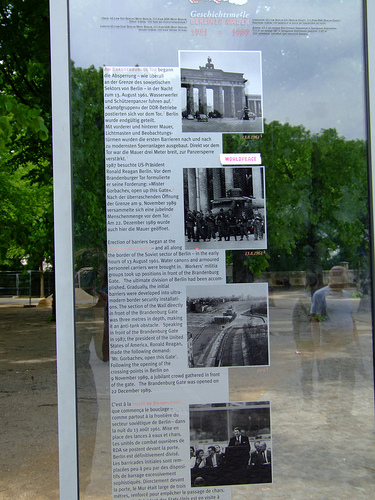 Geschichtsmeile
BERLINER MAUER
1961 – 1989
begann
die Absperrung – wie überall
an der Grenze des sowjetischen
Sektors von Berlin – in der Nacht
zum 13. August 1961. Wasserwerfer
und Schützenpanzer fuhren auf,
»Kampfgruppen« der DDR-Betriebe
postierten sich vor dem Tor. Berlin
wurde endgültig geteilt.
Mit vorderer und hinterer Mauer,
Lichtmasten und Beobachtungs-
türmen wurden die ersten Barrieren nach und nach
zu modernsten Sperranlagen ausgebaut. Direkt vor dem
Tor war die Mauer drei Meter breit, zur Panzersperre
verstärkt.
1987 besuchte US-Präsident
Ronald Reagan Berlin. Vor dem
Brandenburger Tor formulierte
er seine Forderung: »Mister
Gorbachev, open up this Gate«.
Nach der überraschenden Öffnung
der Grenze am 9. November 1989
versammelte sich eine jubelnde
Menschenmenge vor dem Tor.
Am 22. Dezember 1989 wurde
auch hier die Mauer geöffnet.
Erection of barriers began at the
– and all along
the border of the Soviet sector of Berlin – in the early
hours of 13 August 1961. Water cannons and armoured
personnel carriers were brought in. 'Workers' militia
groups took up positions in front of the Brandenburg
Gate. The ultimate division of Berlin had been accom-
plished. Gradually, the initial
barriers were developed into ultra-
modern border security installati-
ons. The section of the Wall directly
in front of the Brandenburg Gate
was three metres in depth, making
it an anti-tank obstacle. Speaking
in front of the Brandenburg Gate
in 1987, the president of the United
States of America, Ronald Reagan,
made the following demand:
'Mr. Gorbachev, open this Gate'.
Following the opening of the
crossing-points in Berlin on
9 November 1989, a jubilant crowd gathered in front
of the gate. The Brandenburg Gate was opened on
22 December 1989.
C'est à la
que commença le bouclage –
comme partout à la frontière du
secteur soviétique de Berlin – dans
la nuit du 13 août 1961. Mise en
place des lances à eaux et chars.
Les unités de combat ouvrières de
RDA se postent devant la porte.
Berlin est définitivement divisé.
Les barricades initiales sont rem-
placées peu à peu par des disposi-
tifs de barrage excessivement
sophistiqués. Directement devant
la porte, le Mur était large de trois
mètres, renforcé pour empêcher le passage de chars.